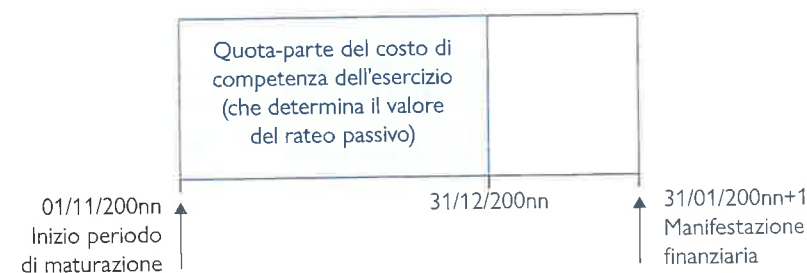 Quota-parte del costo di
competenza dell'esercizio
(che determina il valore
del rateo passivo)
01/11/200nn
Inizio periodo
di maturazione
31/12/200nn
31/01/200nn+1
Manifestazione
finanziaria